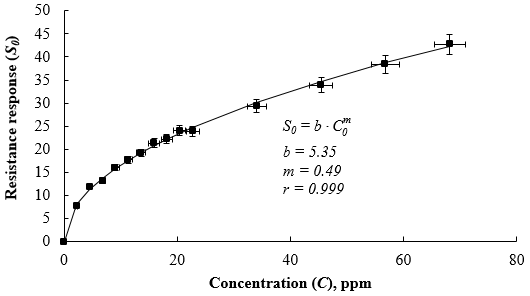 50
45
40
35
30
25
20
15
10
5
0
Resistance response (S₀)
S₀ = b · C₀ᵐ
b = 5.35
m = 0.49
r = 0.999
0 20 40 60 80
Concentration (C), ppm